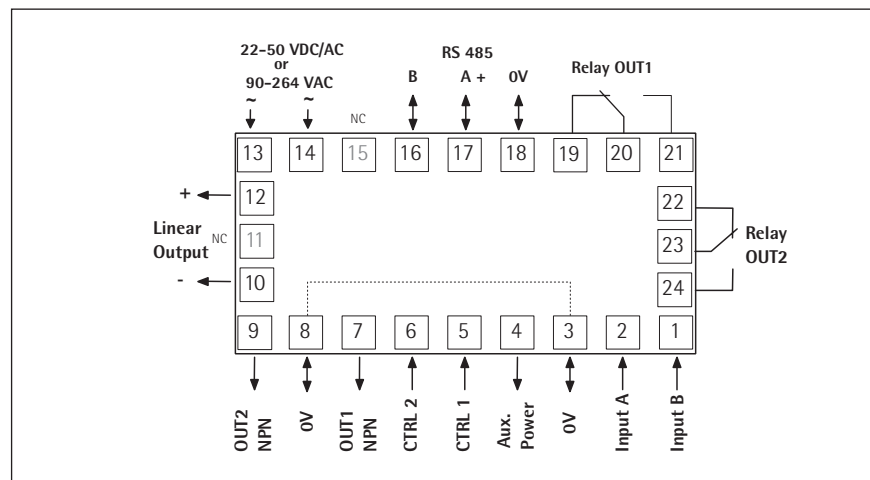 22-50 VDC/AC
or
90-264 VAC
~ ~
RS 485
B A + 0V
Relay OUT1
NC
13 14 15 16 17 18 19 20 21
+ 12
Linear
Output
NC 11
- 10
22
23
24
Relay
OUT2
9 8 7 6 5 4 3 2 1
OUT2
NPN
0V
OUT1
NPN
CTRL 2
CTRL 1
Aux.
Power
0V
Input A
Input B